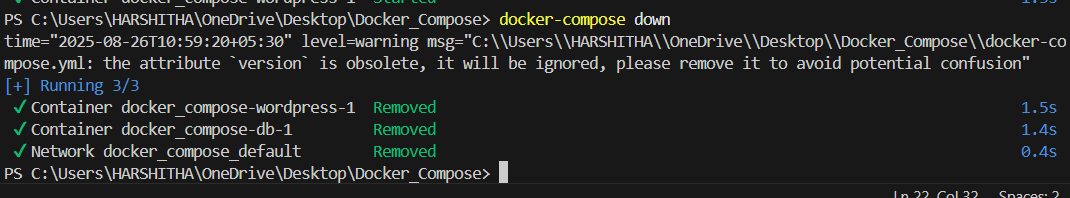 PS C:\Users\HARSHITHA\OneDrive\Desktop\Docker_Compose> docker-compose down
time="2025-08-26T10:59:20+05:30" level=warning msg="C:\\Users\\HARSHITHA\\OneDrive\\Desktop\\Docker_Compose\\docker-co
mpose.yml: the attribute `version` is obsolete, it will be ignored, please remove it to avoid potential confusion"
[+] Running 3/3
✓ Container docker_compose-wordpress-1 Removed 1.5s
✓ Container docker_compose-db-1 Removed 1.4s
✓ Network docker_compose_default Removed 0.4s
PS C:\Users\HARSHITHA\OneDrive\Desktop\Docker_Compose>
Ln 22, Col 32 Spaces: 2